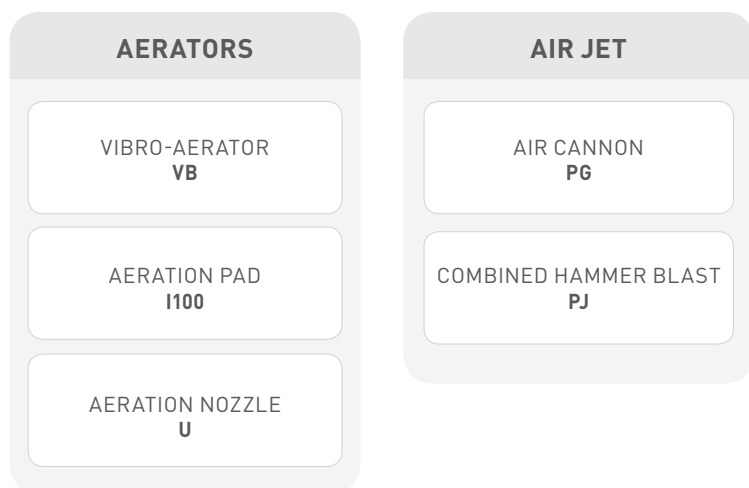 AERATORS
VIBRO-AERATOR
VB
AERATION PAD
I100
AERATION NOZZLE
U
AIR JET
AIR CANNON
PG
COMBINED HAMMER BLAST
PJ